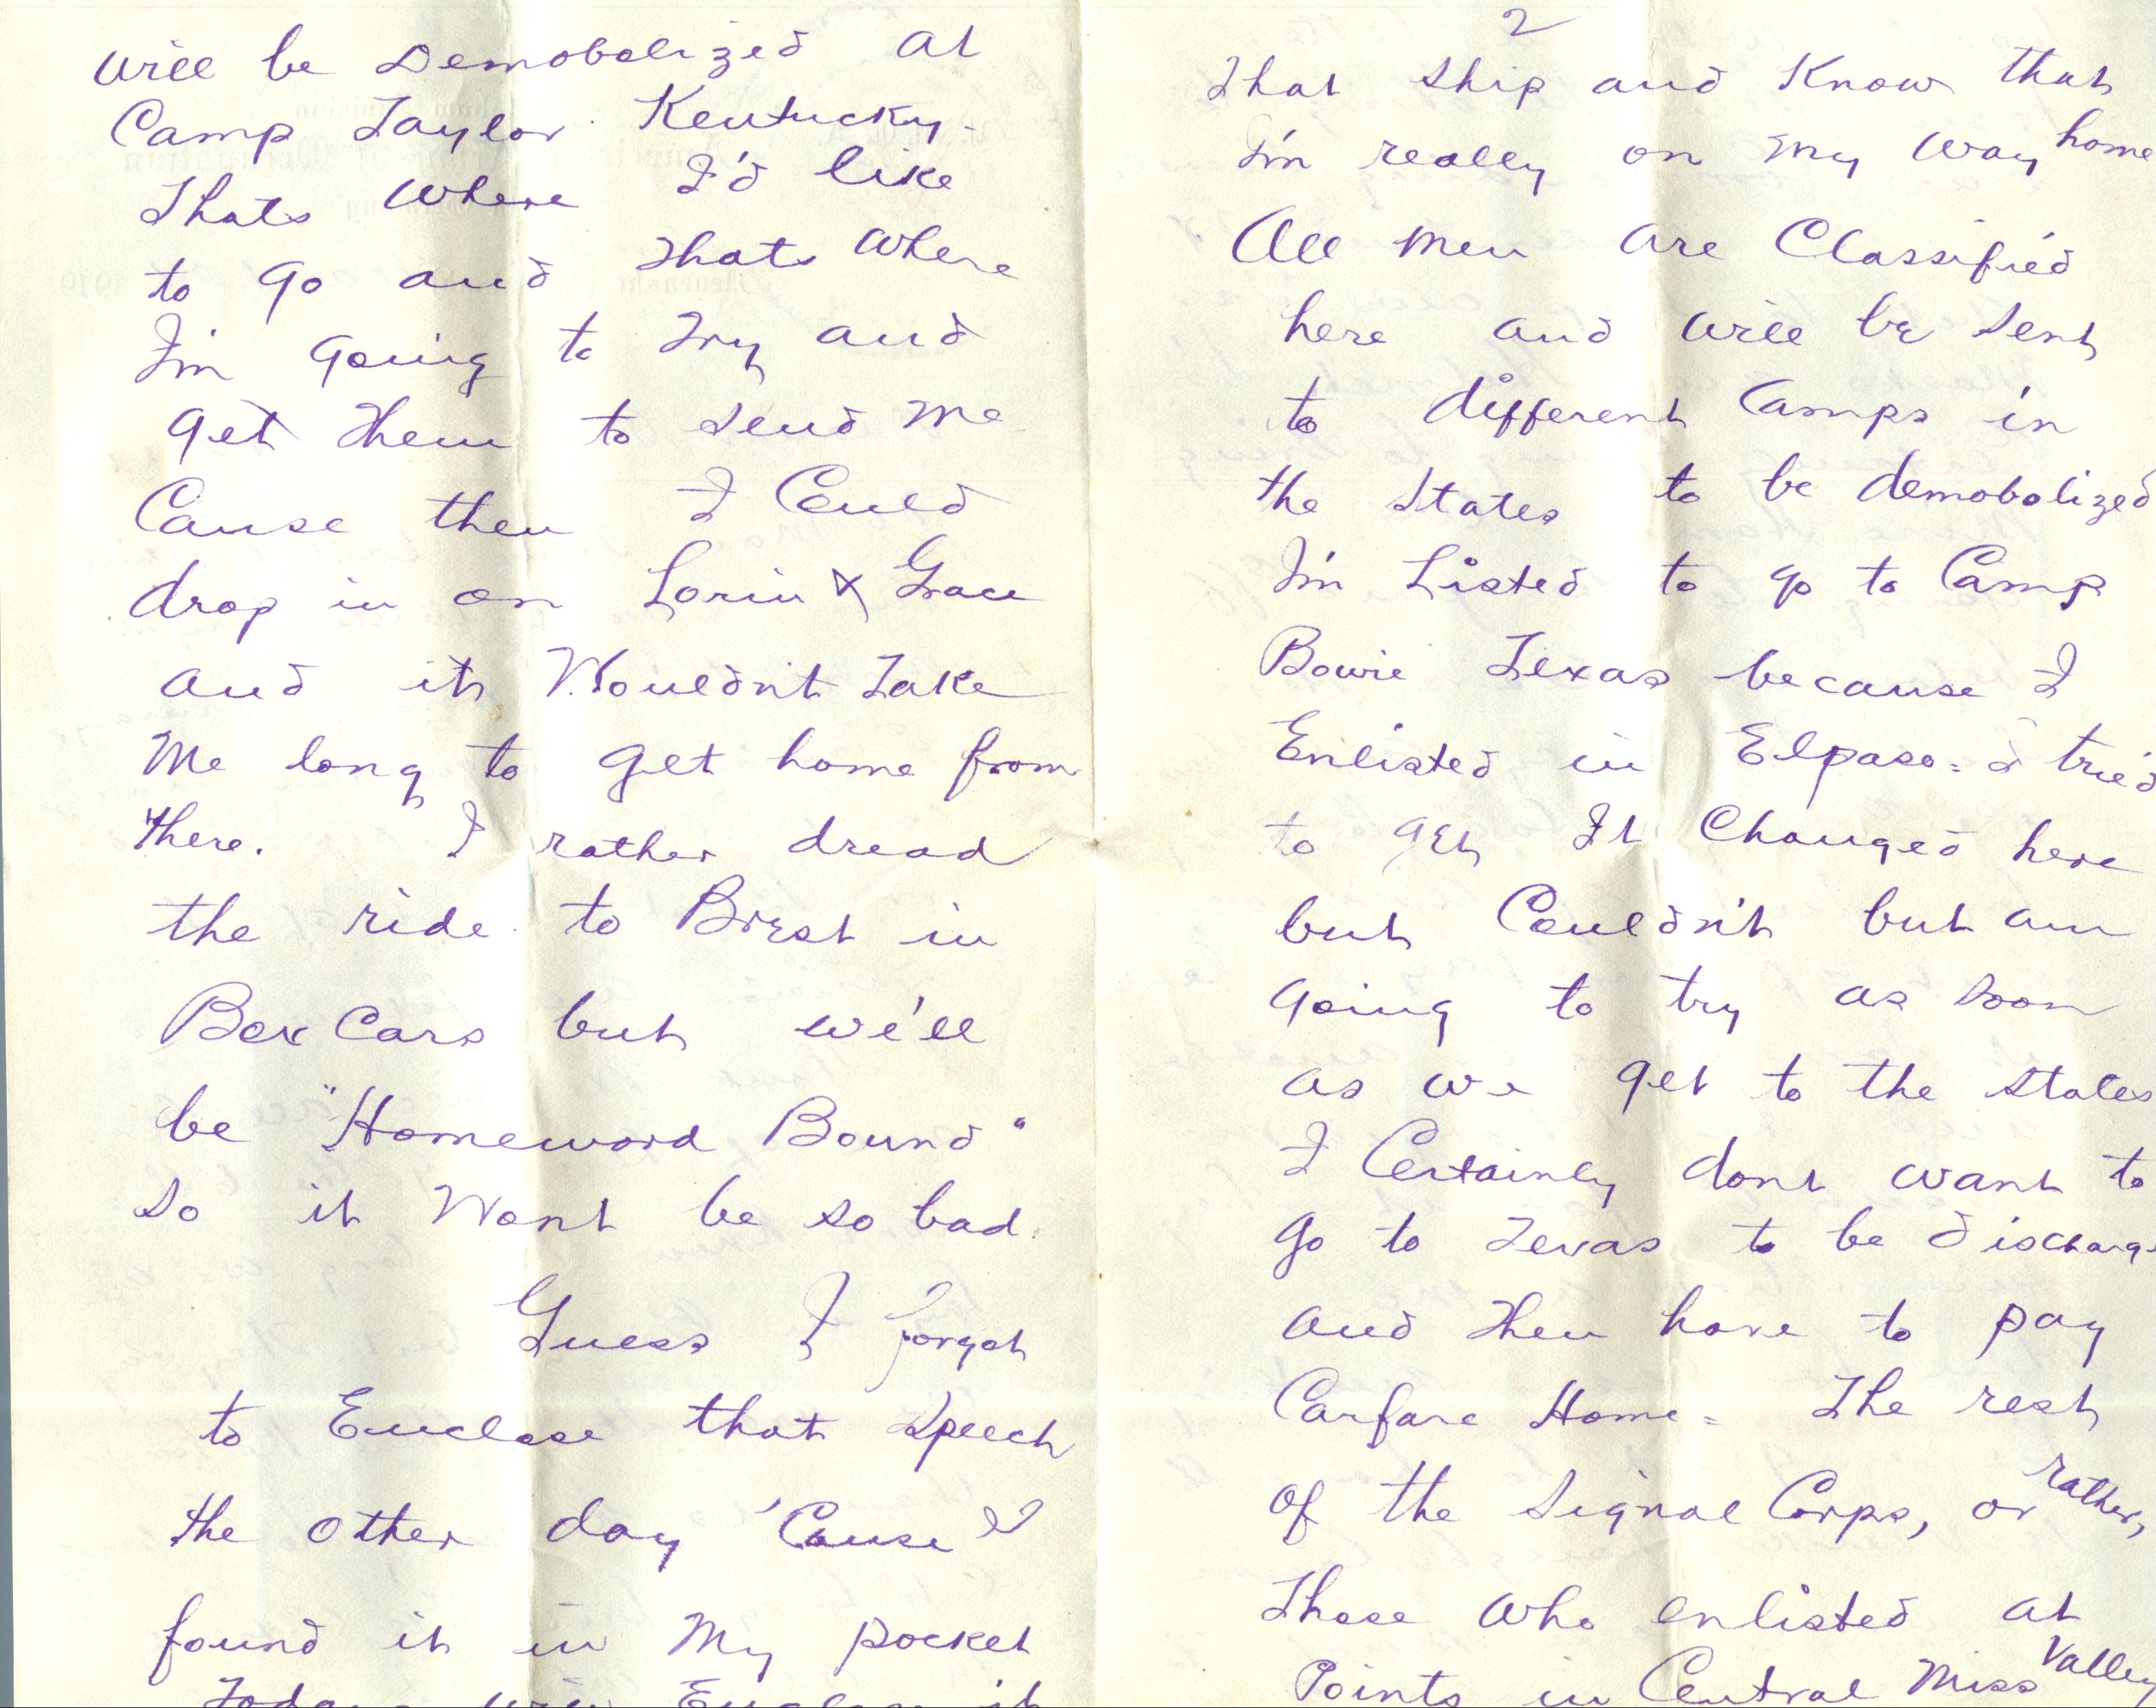 2
That ship and Know that
I'm really on my way home
All men are Classified
here and will be sent
to different Camps in
the States to be demobolized
I'm Listed to go to Camp
Bowie Texas because I
Enlisted in Elpaso = I tried
to get It Changed here
but Couldn't but am
going to try as soon
as we get to the states
I Certainly dont want to
go to Texas to be discharge
and then have to pay
Carfare Home = The rest
of the Signal Corps, or rather,
Those who enlisted at
Points in Central Miss Valley
will be Demobolized at
Camp Taylor Kentucky.
Thats where I'd like
to go and thats where
I'm going to try and
get them to send me
Cause then I Could
drop in on Lorin & Grace
and it Wouldn't Take
Me long to get home from
there. I rather dread
the ride to Brest in
Box Cars but we'll
be "Homeward Bound"
so it Wont be so bad.
Guess I forgot
to Enclose that speech
the other day 'Cause I
found it in My pocket
Today will Enclose it